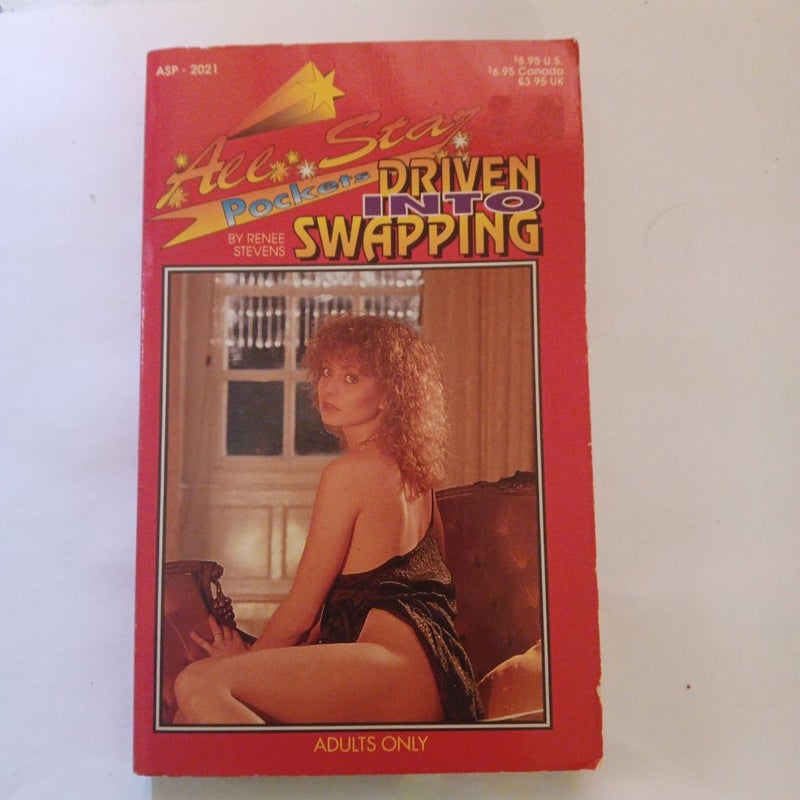 ASP - 2021
$5.95 U.S.
$6.95 Canada
£3.95 UK
All Star
Pockets
DRIVEN
INTO
SWAPPING
BY RENEE
STEVENS
ADULTS ONLY